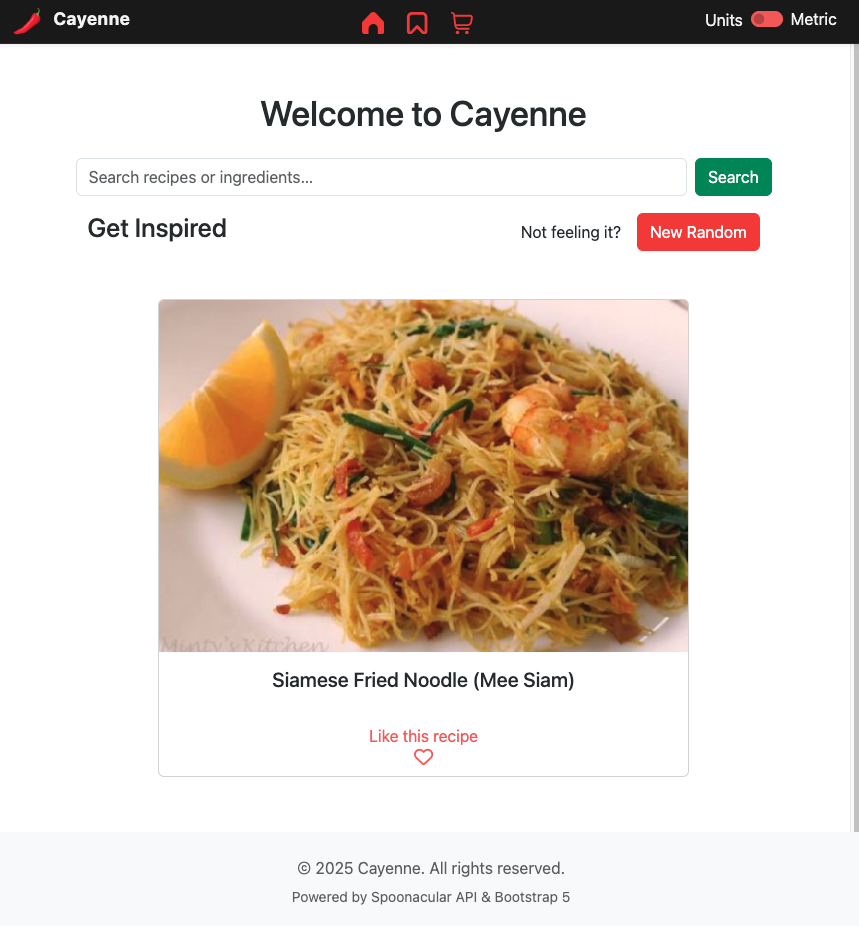 Cayenne
Units Metric
Welcome to Cayenne
Search recipes or ingredients...
Search
Get Inspired
Not feeling it?
New Random
Minty's Kitchen
Siamese Fried Noodle (Mee Siam)
Like this recipe
© 2025 Cayenne. All rights reserved.
Powered by Spoonacular API & Bootstrap 5